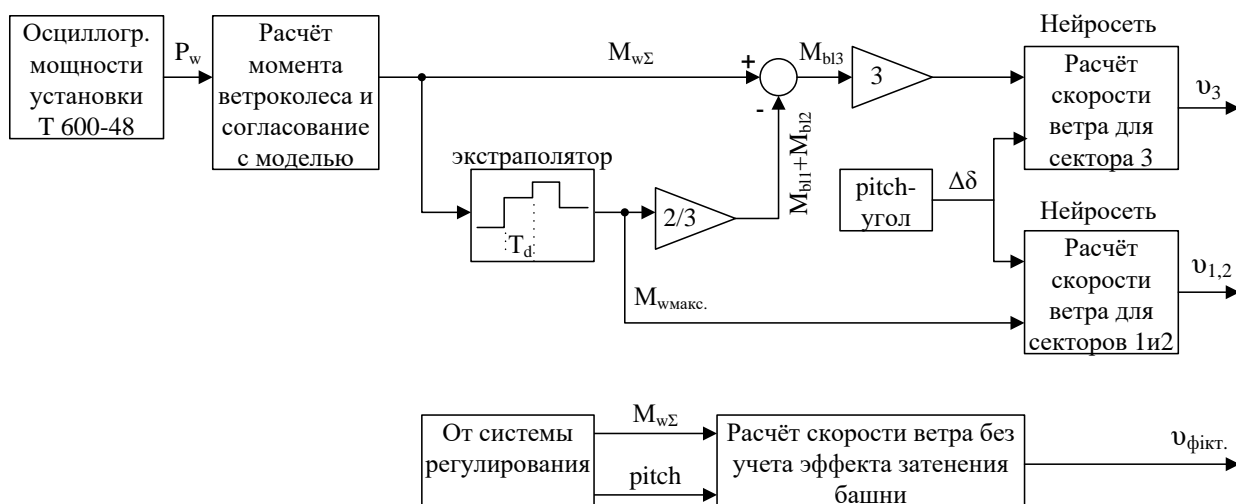 Осциллогр.
мощности
установки
Т 600-48
P_w
Расчёт
момента
ветроколеса и
согласование
с моделью
M_wΣ
+
-
M_bl3
3
Нейросеть
Расчёт
скорости
ветра для
сектора 3
υ_3
экстраполятор
T_d
2/3
M_bl1+M_bl2
pitch-
угол
Δδ
Нейросеть
Расчёт
скорости
ветра для
секторов 1и2
υ_1,2
M_wмакс.
От системы
регулирования
M_wΣ
pitch
Расчёт скорости ветра без
учета эффекта затенения
башни
υ_фікт.